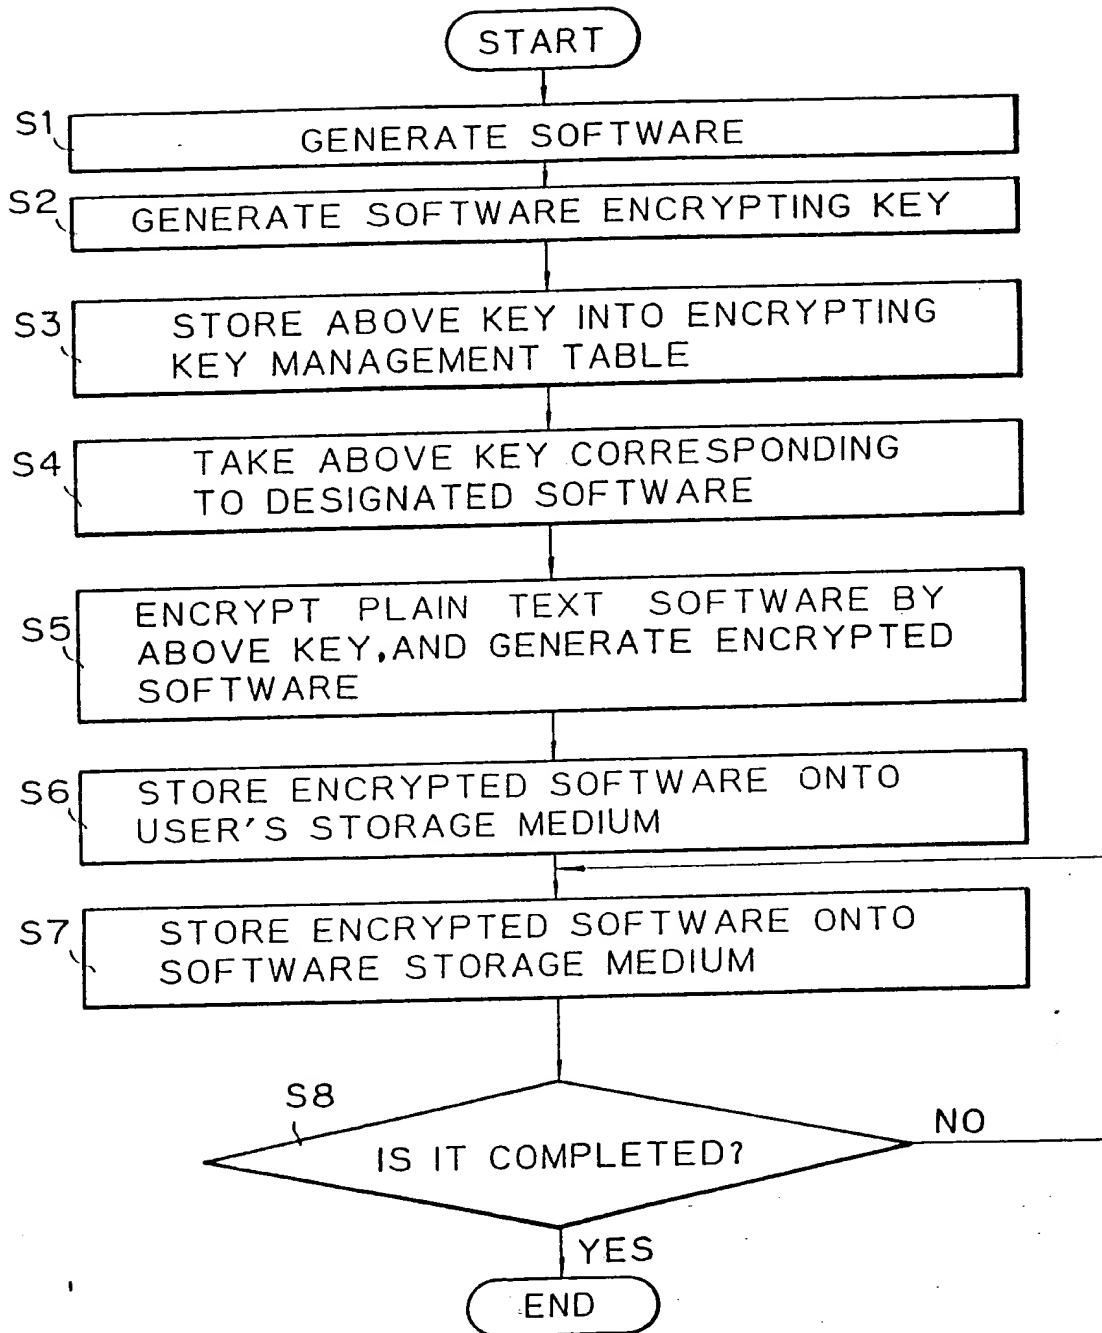 START
S1
GENERATE SOFTWARE
S2
GENERATE SOFTWARE ENCRYPTING KEY
S3
STORE ABOVE KEY INTO ENCRYPTING
KEY MANAGEMENT TABLE
S4
TAKE ABOVE KEY CORRESPONDING
TO DESIGNATED SOFTWARE
S5
ENCRYPT PLAIN TEXT SOFTWARE BY
ABOVE KEY, AND GENERATE ENCRYPTED
SOFTWARE
S6
STORE ENCRYPTED SOFTWARE ONTO
USER'S STORAGE MEDIUM
S7
STORE ENCRYPTED SOFTWARE ONTO
SOFTWARE STORAGE MEDIUM
S8
IS IT COMPLETED?
NO
YES
END